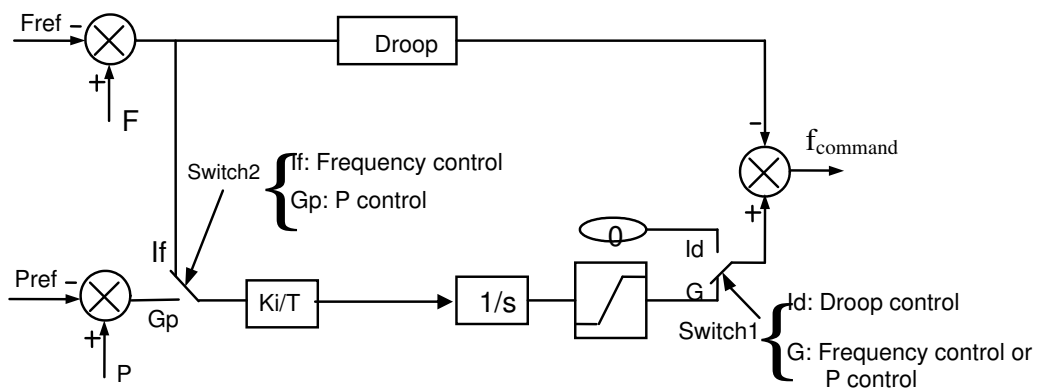 Fref -
Droop
+
F
-
fcommand
Switch2
{
If: Frequency control
Gp: P control
+
0
Id
If
Pref -
Gp
Ki/T
1/s
G
+
P
Switch1
{
Id: Droop control
G: Frequency control or
P control